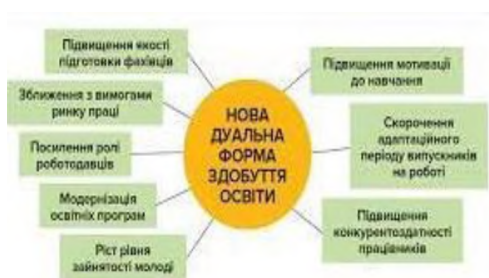 Підвищення якості
підготовки фахівців
Зближення з вимогами
ринку праці
Посилення ролі
роботодавців
Модернізація
освітніх програм
Ріст рівня
зайнятості молоді
НОВА
ДУАЛЬНА
ФОРМА
ЗДОБУТТЯ
ОСВІТИ
Підвищення мотивації
до навчання
Скорочення
адаптаційного
періоду випускників
на роботі
Підвищення
конкурентоздатності
працівників